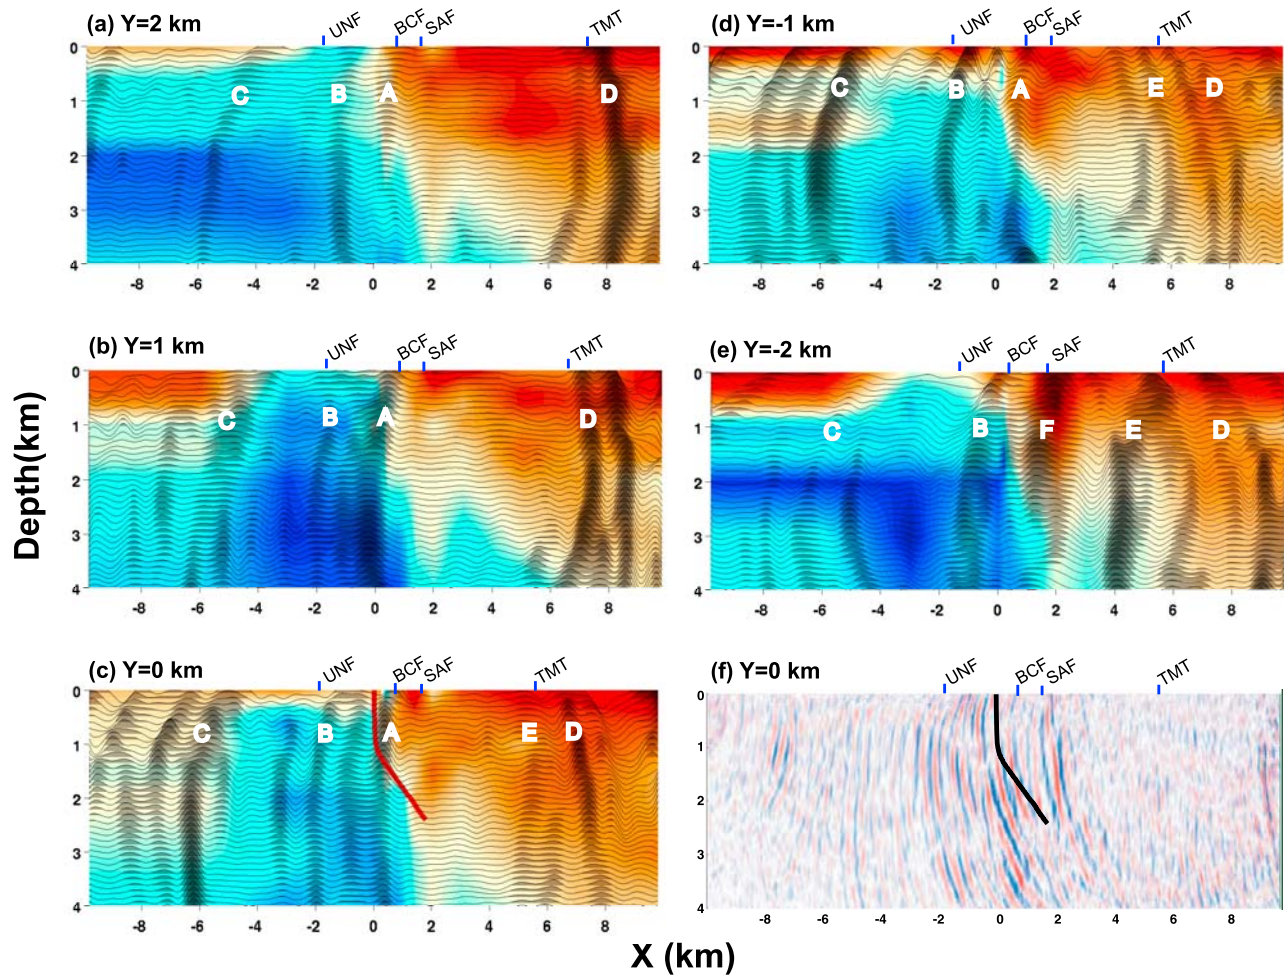 (a) Y=2 km
UNF BCF SAF TMT
C B A D
0
1
2
3
4
-8 -6 -4 -2 0 2 4 6 8
(b) Y=1 km
UNF BCF SAF TMT
C B A D
0
1
2
3
4
-8 -6 -4 -2 0 2 4 6 8
(c) Y=0 km
UNF BCF SAF TMT
C B A E D
0
1
2
3
4
-8 -6 -4 -2 0 2 4 6 8
(d) Y=-1 km
UNF BCF SAF TMT
C B A E D
0
1
2
3
4
-8 -6 -4 -2 0 2 4 6 8
(e) Y=-2 km
UNF BCF SAF TMT
C B F E D
0
1
2
3
4
-8 -6 -4 -2 0 2 4 6 8
(f) Y=0 km
UNF BCF SAF TMT
0
1
2
3
4
-8 -6 -4 -2 0 2 4 6 8
Depth(km)
X (km)